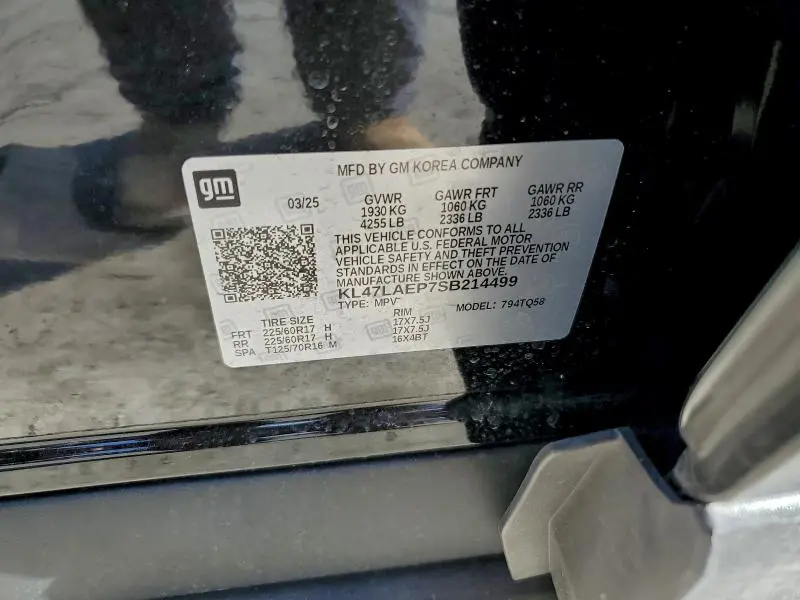 MFD BY GM KOREA COMPANY
gm
03/25 GVWR GAWR FRT GAWR RR
1930 KG 1060 KG 1060 KG
4255 LB 2336 LB 2336 LB
THIS VEHICLE CONFORMS TO ALL
APPLICABLE U.S. FEDERAL MOTOR
VEHICLE SAFETY AND THEFT PREVENTION
STANDARDS IN EFFECT ON THE DATE OF
MANUFACTURE SHOWN ABOVE.
KL47LAEP7SB214499
TYPE: MPV MODEL: 794TQ58
TIRE SIZE RIM
FRT 225/60R17 H 17X7.5J
RR 225/60R17 H 17X7.5J
SPA T125/70R16 M 16X4BT